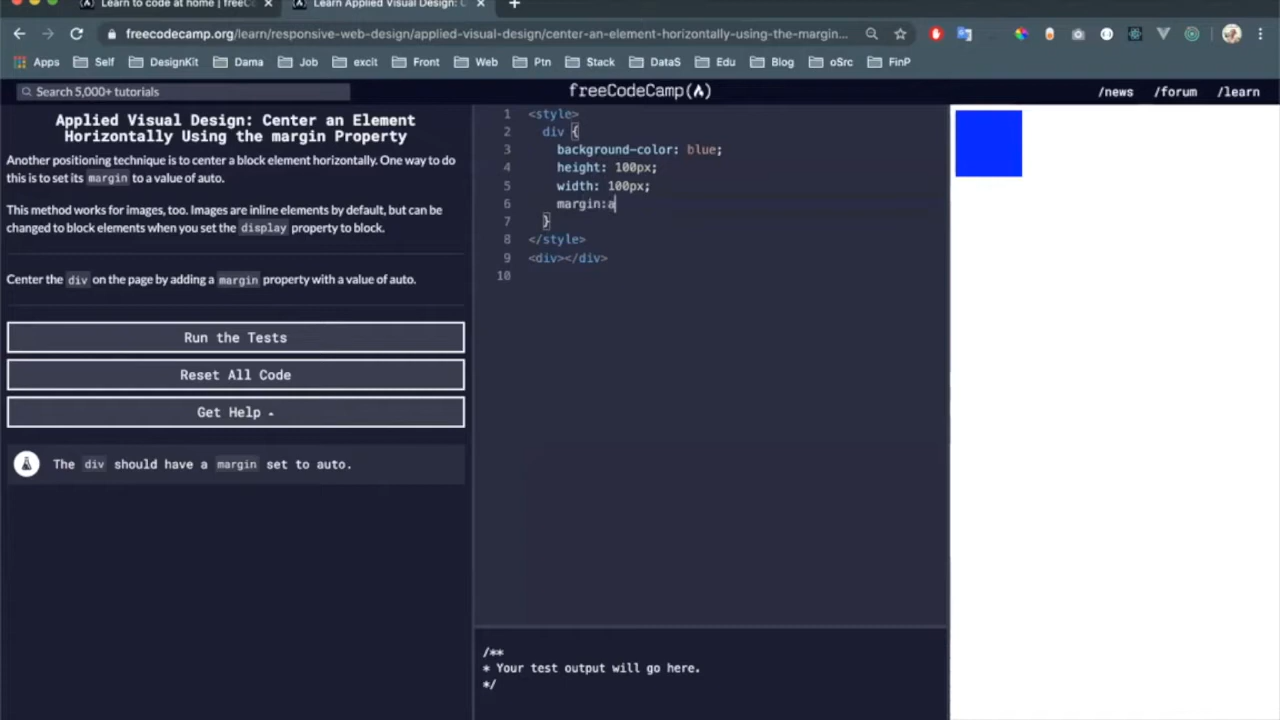 Learn to code at home | freeC
Learn Applied Visual Design: C
freecodecamp.org/learn/responsive-web-design/applied-visual-design/center-an-element-horizontally-using-the-margin...
Apps Self DesignKit Dama Job excit Front Web Ptn Stack DataS Edu Blog oSrc FinP
Search 5,000+ tutorials
freeCodeCamp
/news /forum /learn
Applied Visual Design: Center an Element
Horizontally Using the margin Property
Another positioning technique is to center a block element horizontally. One way to do
this is to set its margin to a value of auto.
This method works for images, too. Images are inline elements by default, but can be
changed to block elements when you set the display property to block.
Center the div on the page by adding a margin property with a value of auto.
Run the Tests
Reset All Code
Get Help
The div should have a margin set to auto.
1 <style>
2 div {
3 background-color: blue;
4 height: 100px;
5 width: 100px;
6 margin:a
7 }
8 </style>
9 <div></div>
10
/**
* Your test output will go here.
*/